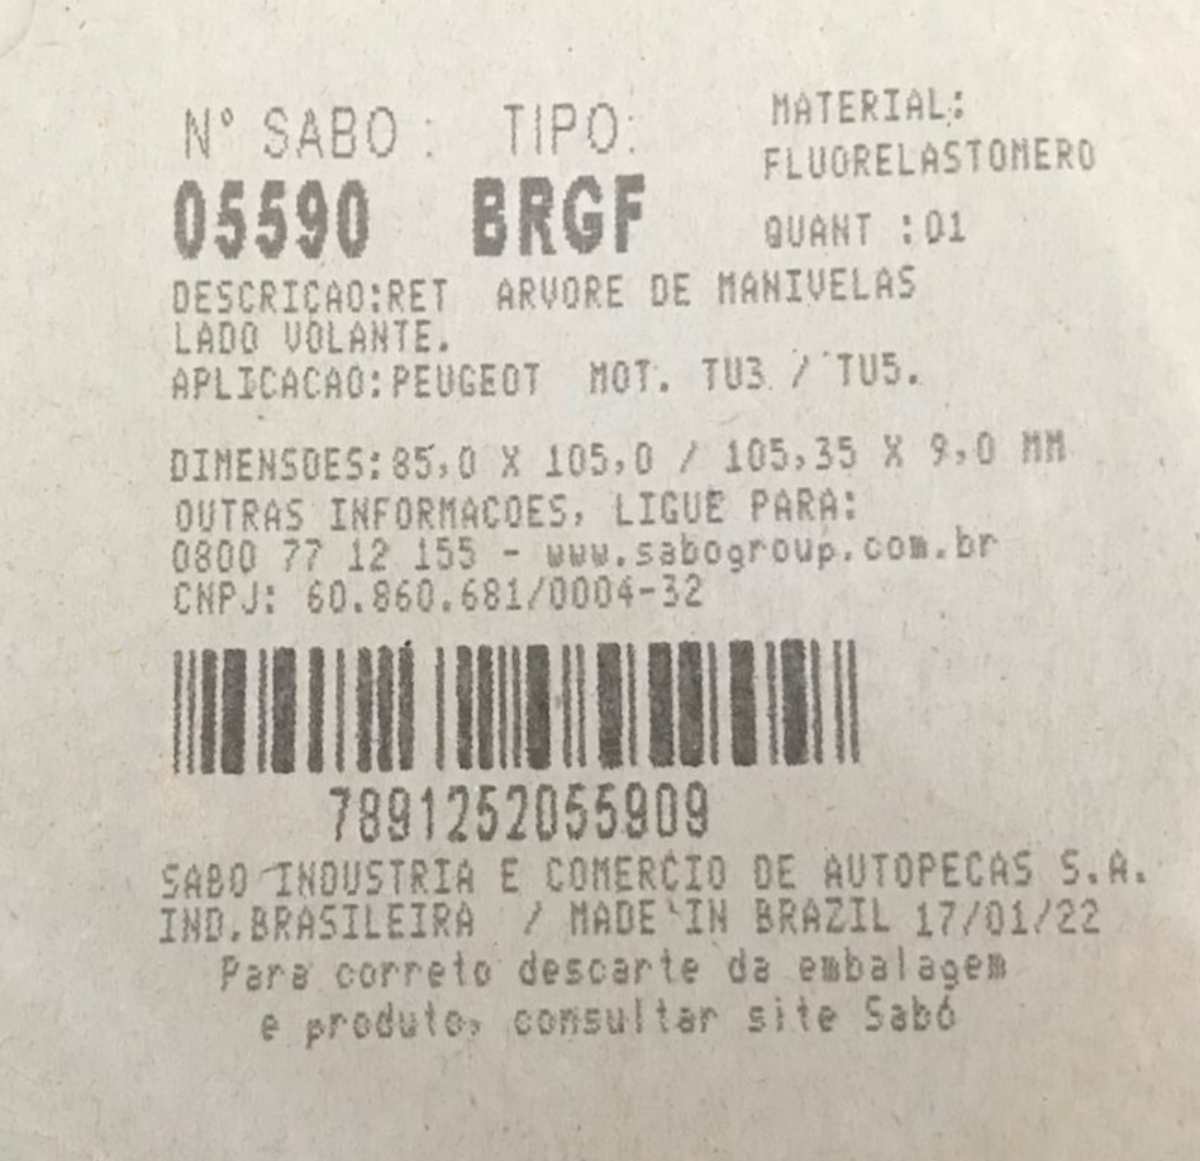 N° SABO : TIPO: MATERIAL:
FLUORELASTOMERO
05590 BRGF QUANT :01
DESCRICAO:RET ARVORE DE MANIVELAS
LADO VOLANTE.
APLICACAO:PEUGEOT MOT. TU3 / TU5.
DIMENSOES:85,0 X 105,0 / 105,35 X 9,0 MM
OUTRAS INFORMACOES, LIGUE PARA:
0800 77 12 155 - www.sabogroup.com.br
CNPJ: 60.860.681/0004-32
7891252055909
SABO INDUSTRIA E COMERCIO DE AUTOPECAS S.A.
IND.BRASILEIRA / MADE IN BRAZIL 17/01/22
Para correto descarte da embalagem
e produto, consultar site Sabó